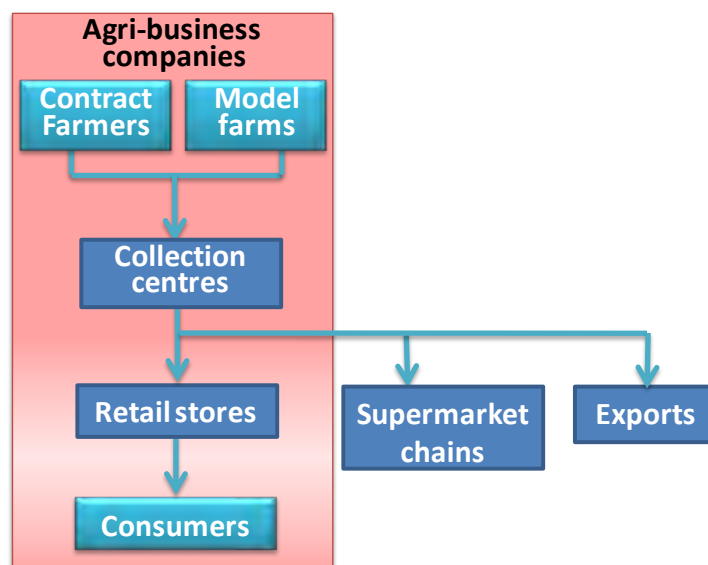 Agri-business
companies
Contract
Farmers
Model
farms
Collection
centres
Retail stores
Supermarket
chains
Exports
Consumers